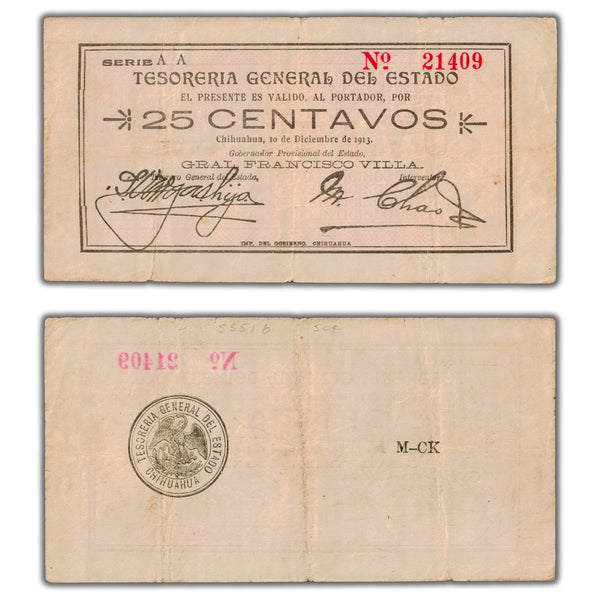 SERIE A A
Nº 21409
TESORERIA GENERAL DEL ESTADO
EL PRESENTE ES VALIDO, AL PORTADOR, POR
25 CENTAVOS
Chihuahua, 10 de Diciembre de 1913.
Gobernador Provisional del Estado,
GRAL. FRANCISCO VILLA.
Tesorero General del Estado,
Interventor,
M. Chao
IMP. DEL GOBIERNO, CHIHUAHUA
S551b
Nº 21409
TESORERIA GENERAL DEL ESTADO
CHIHUAHUA
M-CK